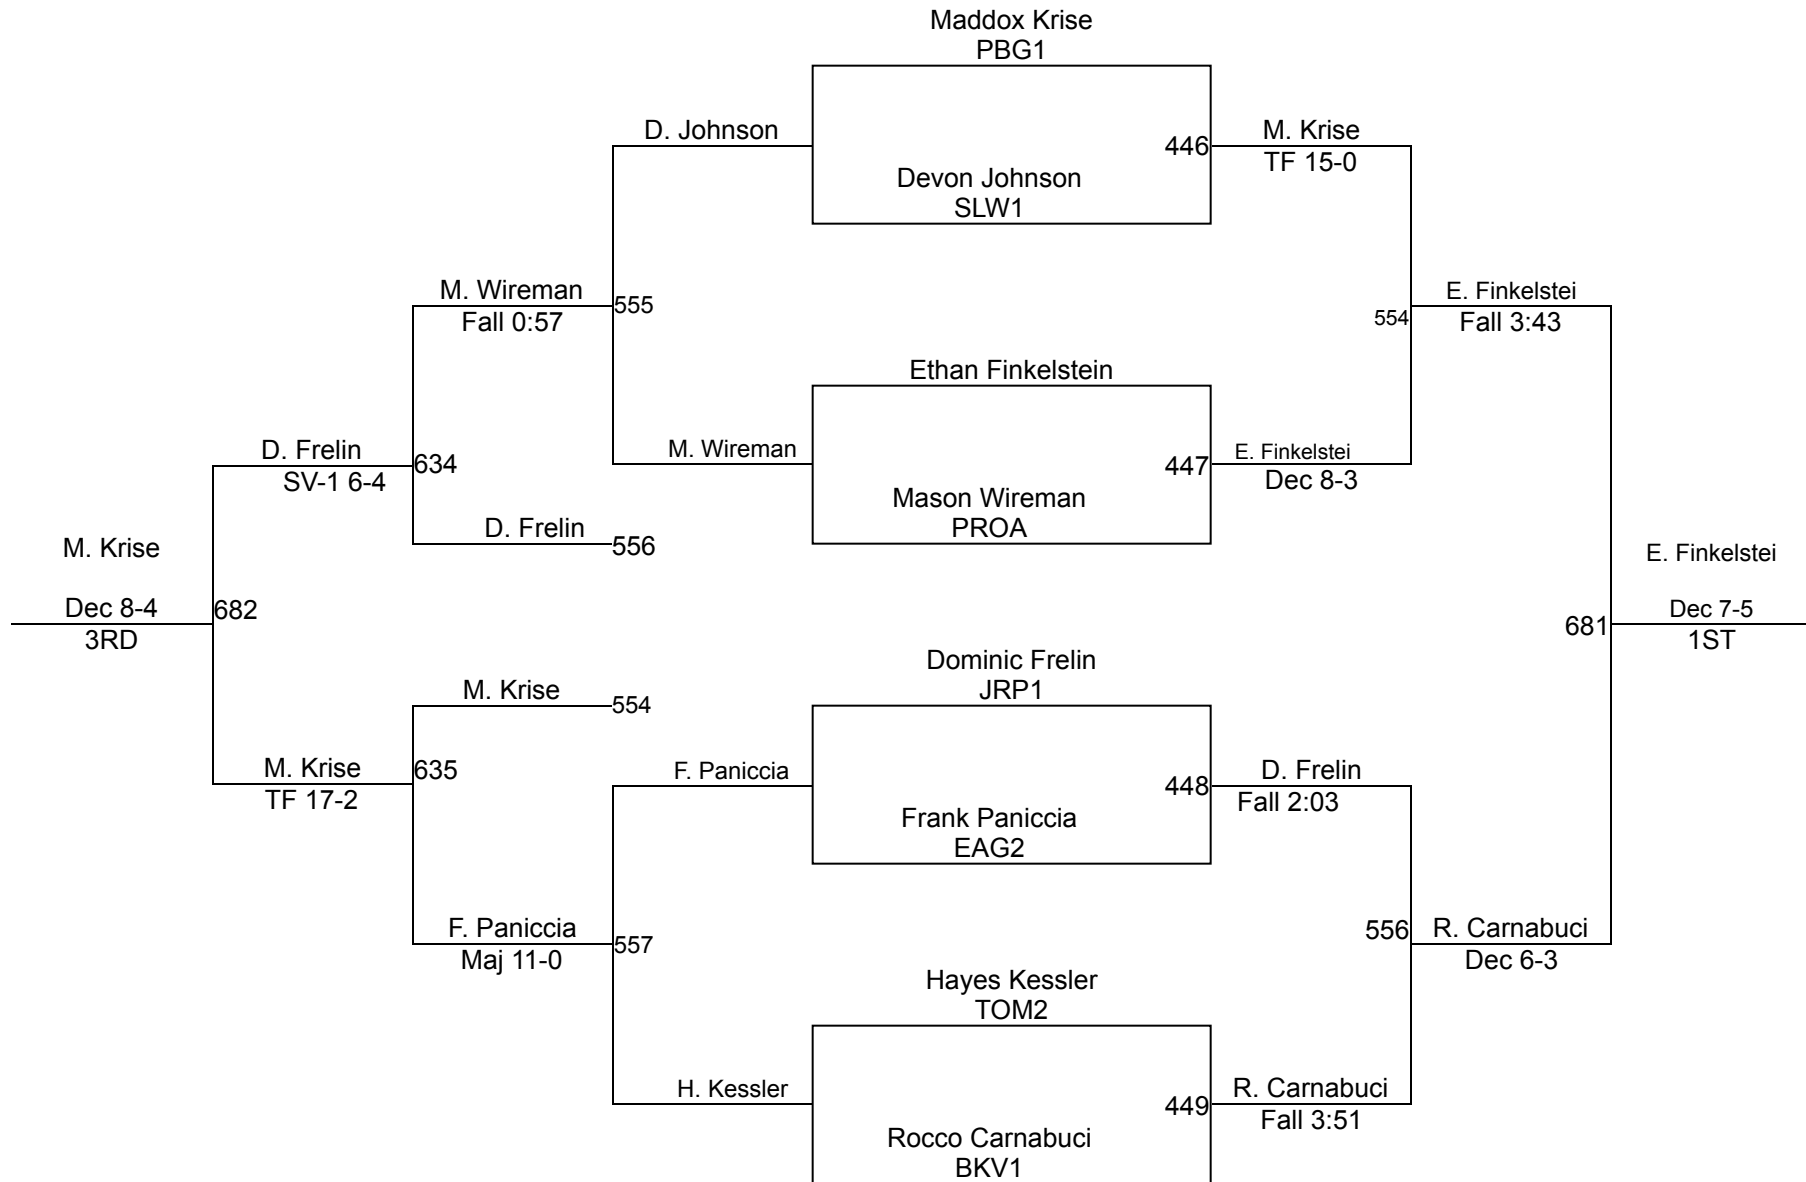 Maddox Krise
PBG1
D. Johnson
446
M. Krise
TF 15-0
Devon Johnson
SLW1
M. Wireman
Fall 0:57
555
554
E. Finkelstei
Fall 3:43
Ethan Finkelstein
D. Frelin
SV-1 6-4
634
M. Wireman
447
E. Finkelstei
Dec 8-3
Mason Wireman
PROA
D. Frelin
556
M. Krise
Dec 8-4
3RD
682
E. Finkelstei
681
Dec 7-5
1ST
Dominic Frelin
JRP1
M. Krise
554
M. Krise
TF 17-2
635
F. Paniccia
448
D. Frelin
Fall 2:03
Frank Paniccia
EAG2
F. Paniccia
Maj 11-0
557
556
R. Carnabuci
Dec 6-3
Hayes Kessler
TOM2
H. Kessler
449
R. Carnabuci
Fall 3:51
Rocco Carnabuci
BKV1